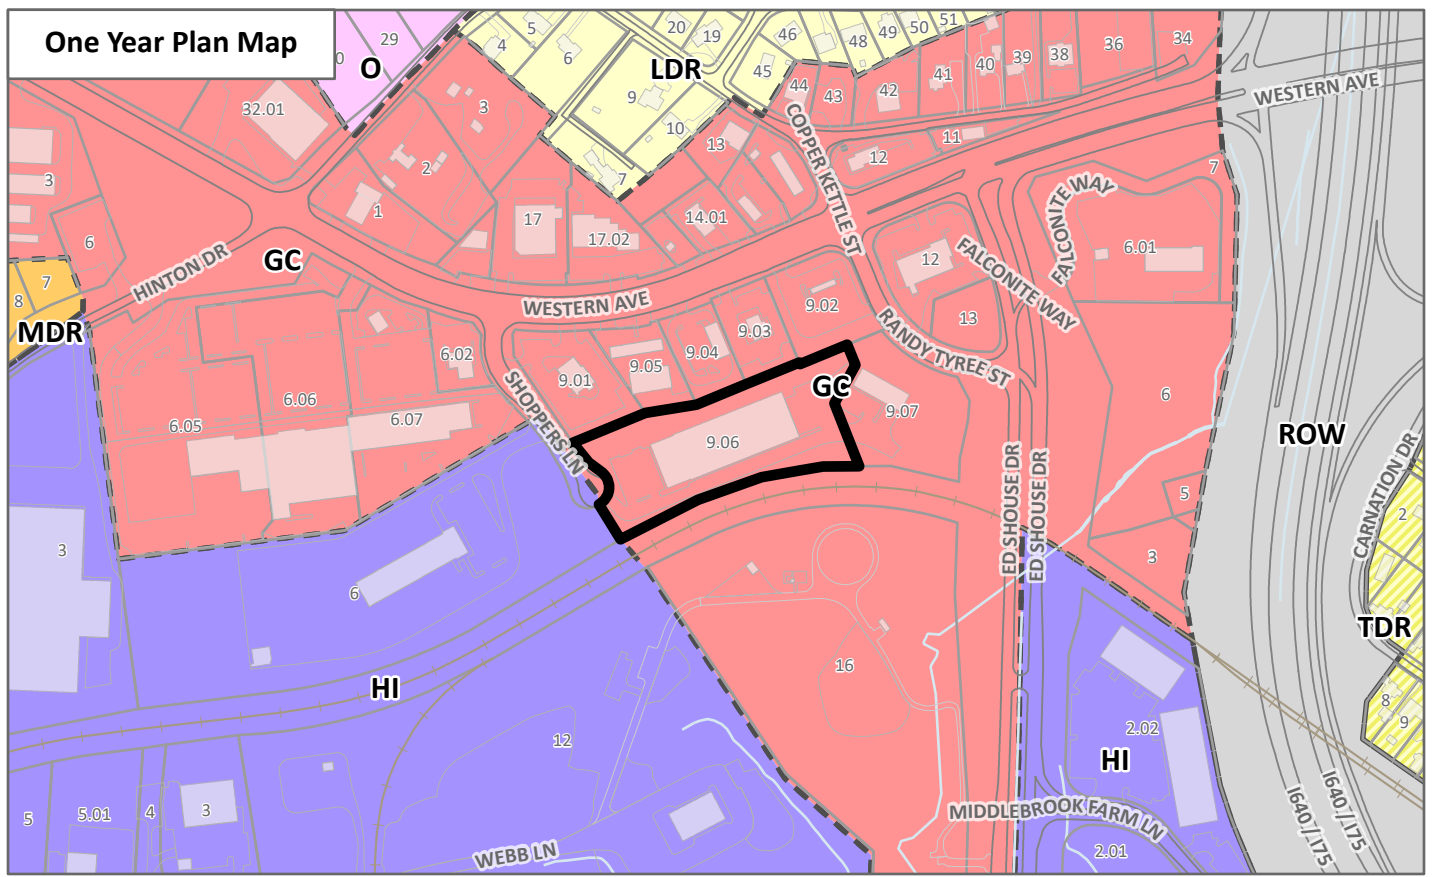 One Year Plan Map
O
29
0
LDR
5
4
6
20
19
46
45
48
49
50
51
9
10
7
44
43
42
41
40
39
38
36
34
WESTERN AVE
32.01
3
2
1
13
COPPER KETTLE ST
11
12
17
17.02
14.01
3
6
HINTON DR
GC
7
8
MDR
WESTERN AVE
FALCONITE WAY
7
6.01
12
FALCONITE WAY
13
9.02
9.03
9.04
9.05
9.01
RANDY TYREE ST
6.02
6.05
6.06
6.07
SHOPPERS LN
GC
9.06
9.07
6
ROW
ED SHOUSE DR
ED SHOUSE DR
5
3
CARNATION DR
2
TDR
8
9
3
6
HI
16
12
5
5.01
4
3
WEBB LN
2.02
HI
MIDDLEBROOK FARM LN
2.01
I640 / I75
I640 / I75